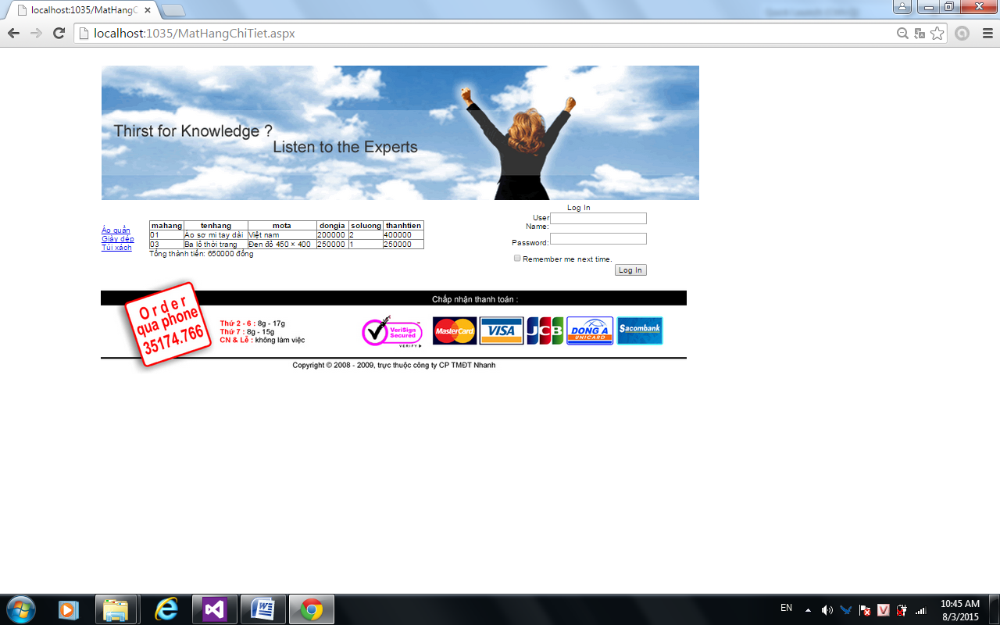 localhost:1035/MatHangC
localhost:1035/MatHangChiTiet.aspx
Thirst for Knowledge ?
Listen to the Experts
Áo quần
Giày dép
Túi xách
mahang tenhang mota dongia soluong thanhtien
01 Áo sơ mi tay dài Việt nam 200000 2 400000
03 Ba lô thời trang Đen đỏ 450 × 400 250000 1 250000
Tổng thành tiền: 650000 đồng
Log In
User
Name:
Password:
Remember me next time.
Log In
Chấp nhận thanh toán :
Order
qua phone
35174.766
Thứ 2 - 6 : 8g - 17g
Thứ 7 : 8g - 15g
CN & Lễ : không làm việc
VeriSign
Secured
VERIFY
MasterCard
VISA
JCB
DONG A
UNICARD
Sacombank
Copyright © 2008 - 2009, trực thuộc công ty CP TMĐT Nhanh
EN
10:45 AM
8/3/2015